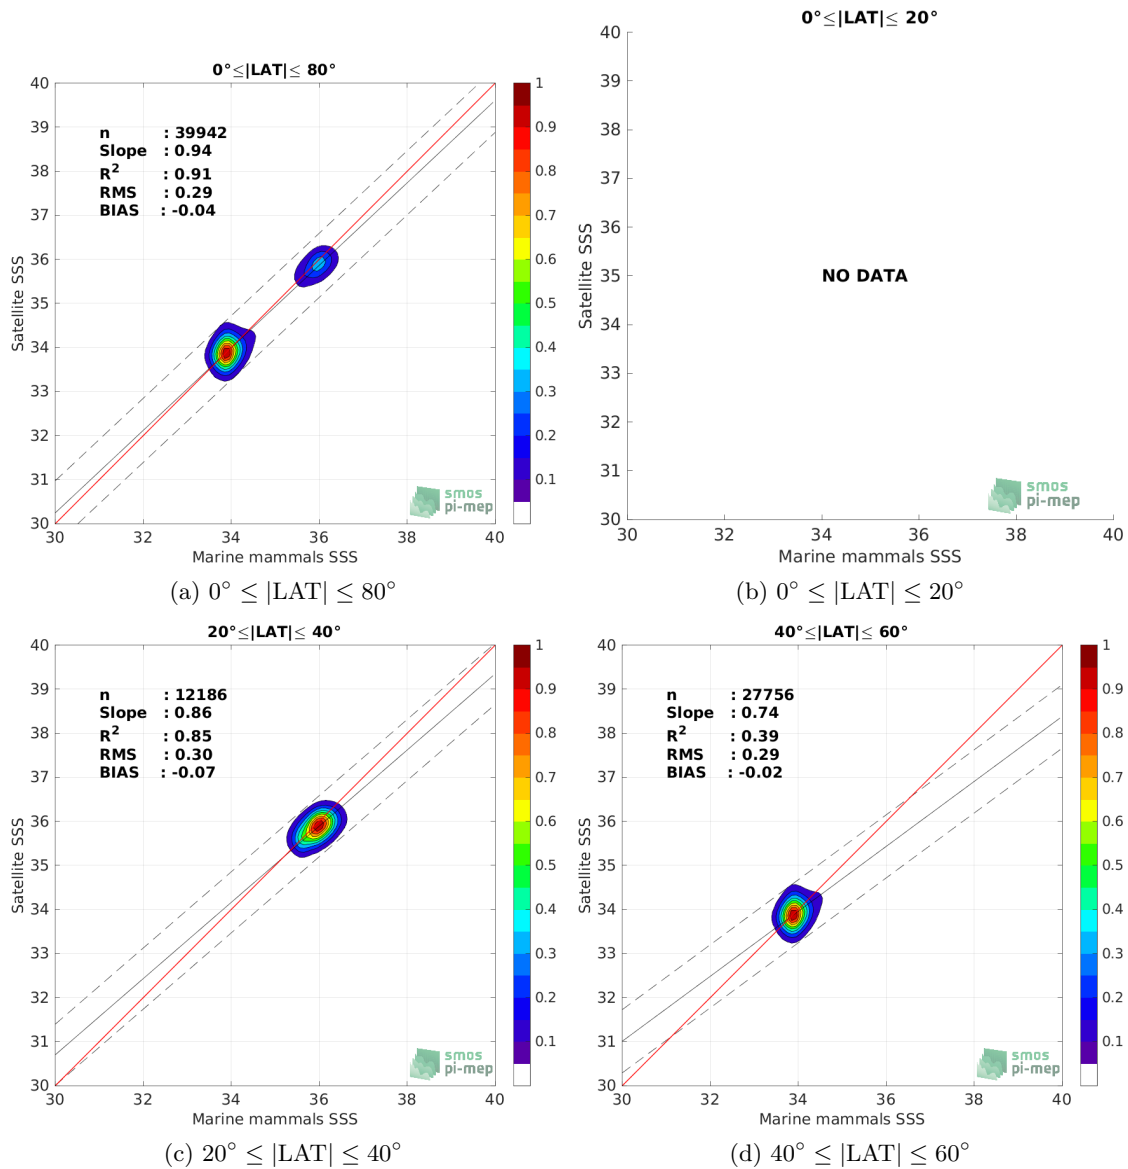 0°≤|LAT|≤ 80°
40
39
38
37
36
35
34
33
32
31
30
Satellite SSS
n : 39942
Slope : 0.94
R² : 0.91
RMS : 0.29
BIAS : -0.04
smos
pi-mep
30 32 34 36 38 40
Marine mammals SSS
1
0.9
0.8
0.7
0.6
0.5
0.4
0.3
0.2
0.1
(a) 0° ≤ |LAT| ≤ 80°
0°≤|LAT|≤ 20°
40
39
38
37
36
35
34
33
32
31
30
Satellite SSS
NO DATA
smos
pi-mep
30 32 34 36 38 40
Marine mammals SSS
(b) 0° ≤ |LAT| ≤ 20°
20°≤|LAT|≤ 40°
40
39
38
37
36
35
34
33
32
31
30
Satellite SSS
n : 12186
Slope : 0.86
R² : 0.85
RMS : 0.30
BIAS : -0.07
smos
pi-mep
30 32 34 36 38 40
Marine mammals SSS
1
0.9
0.8
0.7
0.6
0.5
0.4
0.3
0.2
0.1
(c) 20° ≤ |LAT| ≤ 40°
40°≤|LAT|≤ 60°
40
39
38
37
36
35
34
33
32
31
30
Satellite SSS
n : 27756
Slope : 0.74
R² : 0.39
RMS : 0.29
BIAS : -0.02
smos
pi-mep
30 32 34 36 38 40
Marine mammals SSS
1
0.9
0.8
0.7
0.6
0.5
0.4
0.3
0.2
0.1
(d) 40° ≤ |LAT| ≤ 60°